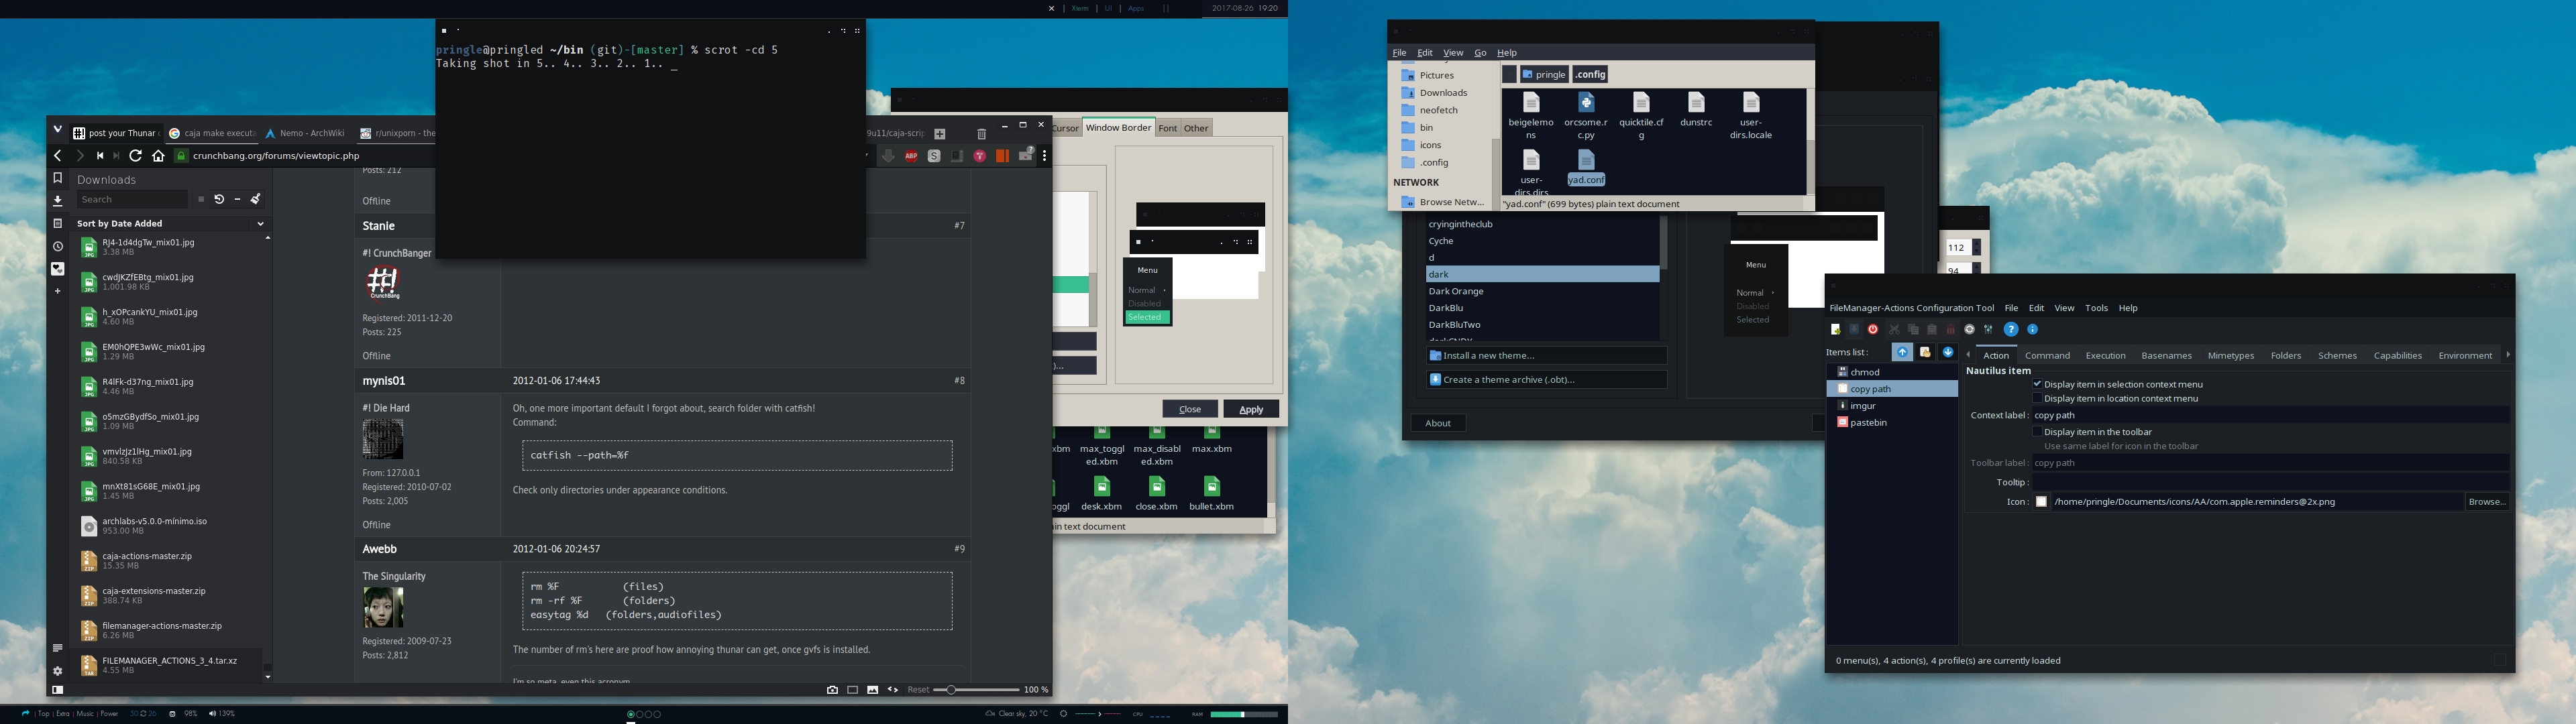 Xterm | UI | Apps
2017-08-26 19:20
pringle@pringled ~/bin (git)-[master] % scrot -cd 5
Taking shot in 5.. 4.. 3.. 2.. 1.. _
post your Thunar
caja make executa
Nemo - ArchWiki
r/unixporn - the
9u11/caja-scrip
crunchbang.org/forums/viewtopic.php
ABP
Downloads
Search
Sort by Date Added
RJ4-1d4dgTw_mix01.jpg
3.38 MB
cwdJKZfEBtg_mix01.jpg
1,001.98 KB
h_xOPcankYU_mix01.jpg
4.60 MB
EM0hQPE3wWc_mix01.jpg
1.29 MB
R4lFk-d37ng_mix01.jpg
4.46 MB
o5mzGBydfSo_mix01.jpg
1.09 MB
vmvlzJz1lHg_mix01.jpg
840.58 KB
mnXt81sG68E_mix01.jpg
1.45 MB
archlabs-v5.0.0-minimo.iso
953.00 MB
caja-actions-master.zip
15.35 MB
caja-extensions-master.zip
388.74 KB
filemanager-actions-master.zip
6.26 MB
FILEMANAGER_ACTIONS_3_4.tar.xz
4.55 MB
Posts: 212
Offline
Stanie
#7
#! CrunchBanger
CrunchBang
Registered: 2011-12-20
Posts: 225
Offline
mynis01
2012-01-06 17:44:43
#8
#! Die Hard
From: 127.0.0.1
Registered: 2010-07-02
Posts: 2,005
Offline
Oh, one more important default I forgot about, search folder with catfish!
Command:
catfish --path=%f
Check only directories under appearance conditions.
Awebb
2012-01-06 20:24:57
#9
The Singularity
Registered: 2009-07-23
Posts: 2,812
rm %F (files)
rm -rf %F (folders)
easytag %d (folders,audiofiles)
The number of rm's here are proof how annoying thunar can get, once gvfs is installed.
I'm so meta, even this acronym
Reset
100 %
Cursor
Window Border
Font
Other
Menu
Normal
Disabled
Selected
)...
Close
Apply
xbm
max_toggled.xbm
max_disabled.xbm
max.xbm
oggl
desk.xbm
close.xbm
bullet.xbm
in text document
| Top | Extra | Music | Power
98%
139%
Clear sky, 20 °C
CPU
RAM
File Edit View Go Help
Pictures
Downloads
neofetch
bin
icons
.config
NETWORK
Browse Netw...
pringle
.config
beigelemons
orcsome.rc.py
quicktile.cfg
dunstrc
user-dirs.locale
user-dirs.dirs
yad.conf
"yad.conf" (699 bytes) plain text document
cryingintheclub
Cyche
d
dark
Dark Orange
DarkBlu
DarkBluTwo
Install a new theme...
Create a theme archive (.obt)...
About
Menu
Normal
Disabled
Selected
112
94
FileManager-Actions Configuration Tool File Edit View Tools Help
Items list :
chmod
copy path
imgur
pastebin
Action
Command
Execution
Basenames
Mimetypes
Folders
Schemes
Capabilities
Environment
Nautilus item
Display item in selection context menu
Display item in location context menu
Context label : copy path
Display item in the toolbar
Use same label for icon in the toolbar
Toolbar label : copy path
Tooltip :
Icon : /home/pringle/Documents/icons/AA/com.apple.reminders@2x.png
Browse...
0 menu(s), 4 action(s), 4 profile(s) are currently loaded